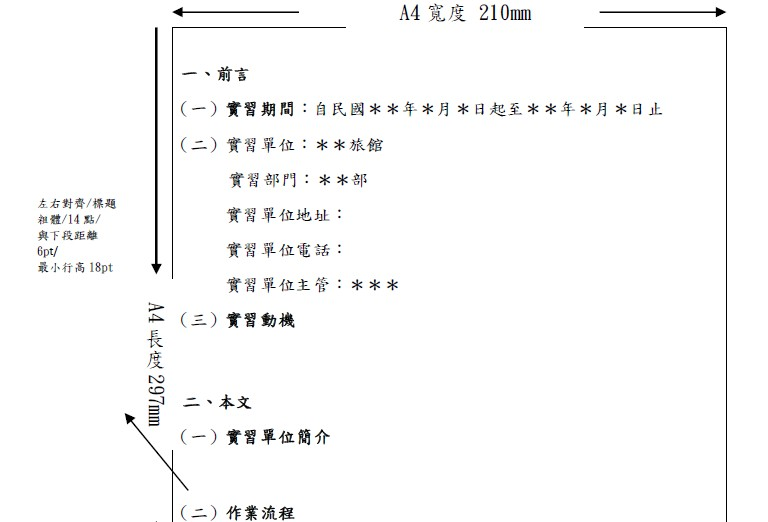 A4 寬度 210mm
一、前言
（一）實習期間：自民國＊＊年＊月＊日起至＊＊年＊月＊日止
（二）實習單位：＊＊旅館
實習部門：＊＊部
實習單位地址：
實習單位電話：
實習單位主管：＊＊＊
（三）實習動機
二、本文
（一）實習單位簡介
（二）作業流程
左右對齊/標題
粗體/14 點/
與下段距離
6pt/
最小行高 18pt
A4 長度 297mm